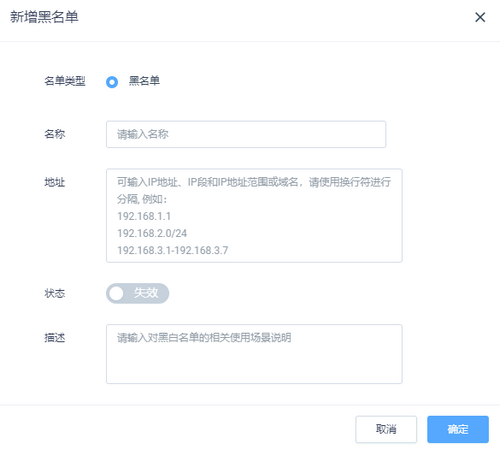 新增黑名单
名单类型 黑名单
名称 请输入名称
地址 可输入IP地址、IP段和IP地址范围或域名，请使用换行符进行
分隔, 例如：
192.168.1.1
192.168.2.0/24
192.168.3.1-192.168.3.7
状态 失效
描述 请输入对黑白名单的相关使用场景说明
取消 确定